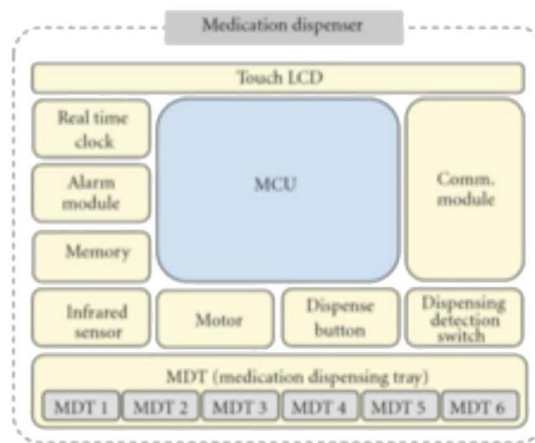 Medication dispenser
Touch LCD
Real time
clock
MCU
Comm.
module
Alarm
module
Memory
Infrared
sensor
Motor
Dispense
button
Dispensing
detection
switch
MDT (medication dispensing tray)
MDT 1 MDT 2 MDT 3 MDT 4 MDT 5 MDT 6